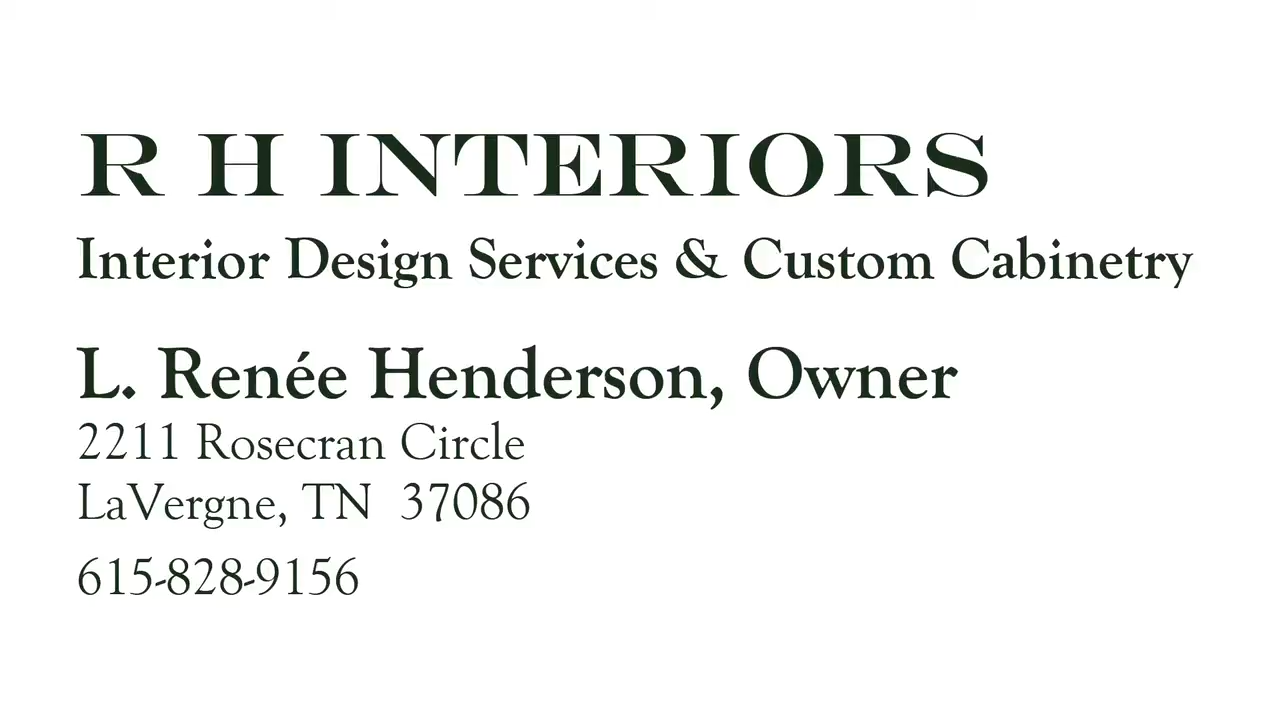 R H INTERIORS
Interior Design Services & Custom Cabinetry
L. Renée Henderson, Owner
2211 Rosecran Circle
LaVergne, TN  37086
615-828-9156